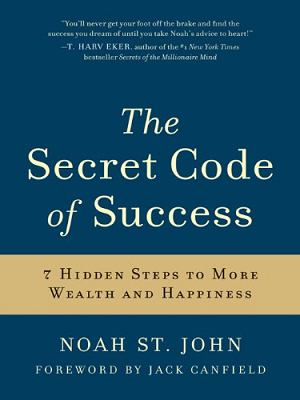 "You'll never get your foot off the brake and find the
success you dream of until you take Noah's advice to heart!"
—T. HARV EKER, author of the #1 New York Times
bestseller Secrets of the Millionaire Mind
The
Secret Code
of Success
7 HIDDEN STEPS TO MORE
WEALTH AND HAPPINESS
NOAH ST. JOHN
FOREWORD BY JACK CANFIELD